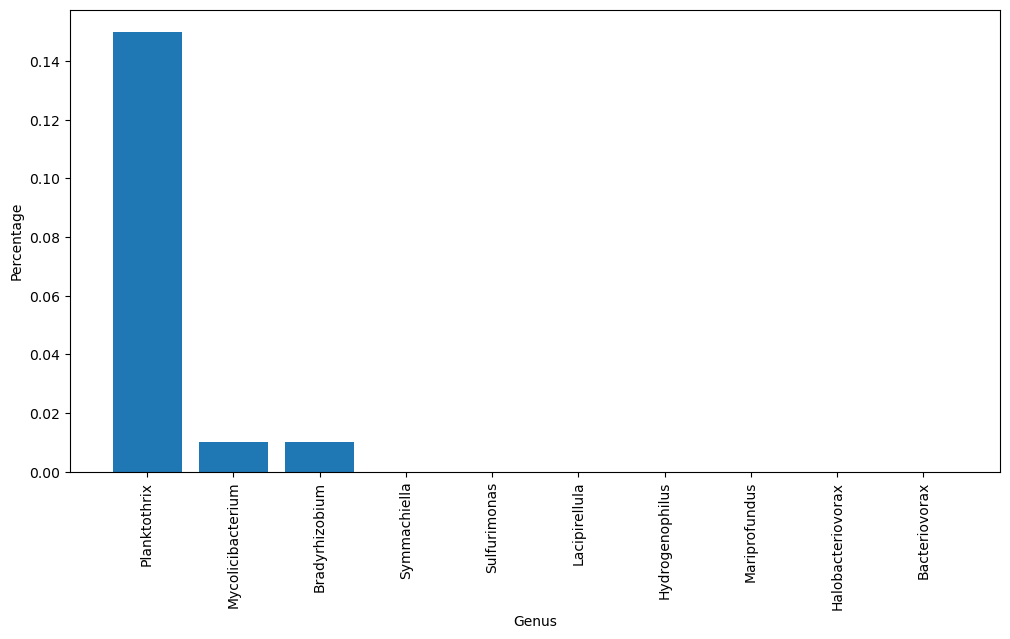 Percentage
0.14
0.12
0.10
0.08
0.06
0.04
0.02
0.00
Planktothrix
Mycolicibacterium
Bradyrhizobium
Symmachiella
Sulfurimonas
Lacipirellula
Hydrogenophilus
Mariprofundus
Halobacteriovorax
Bacteriovorax
Genus